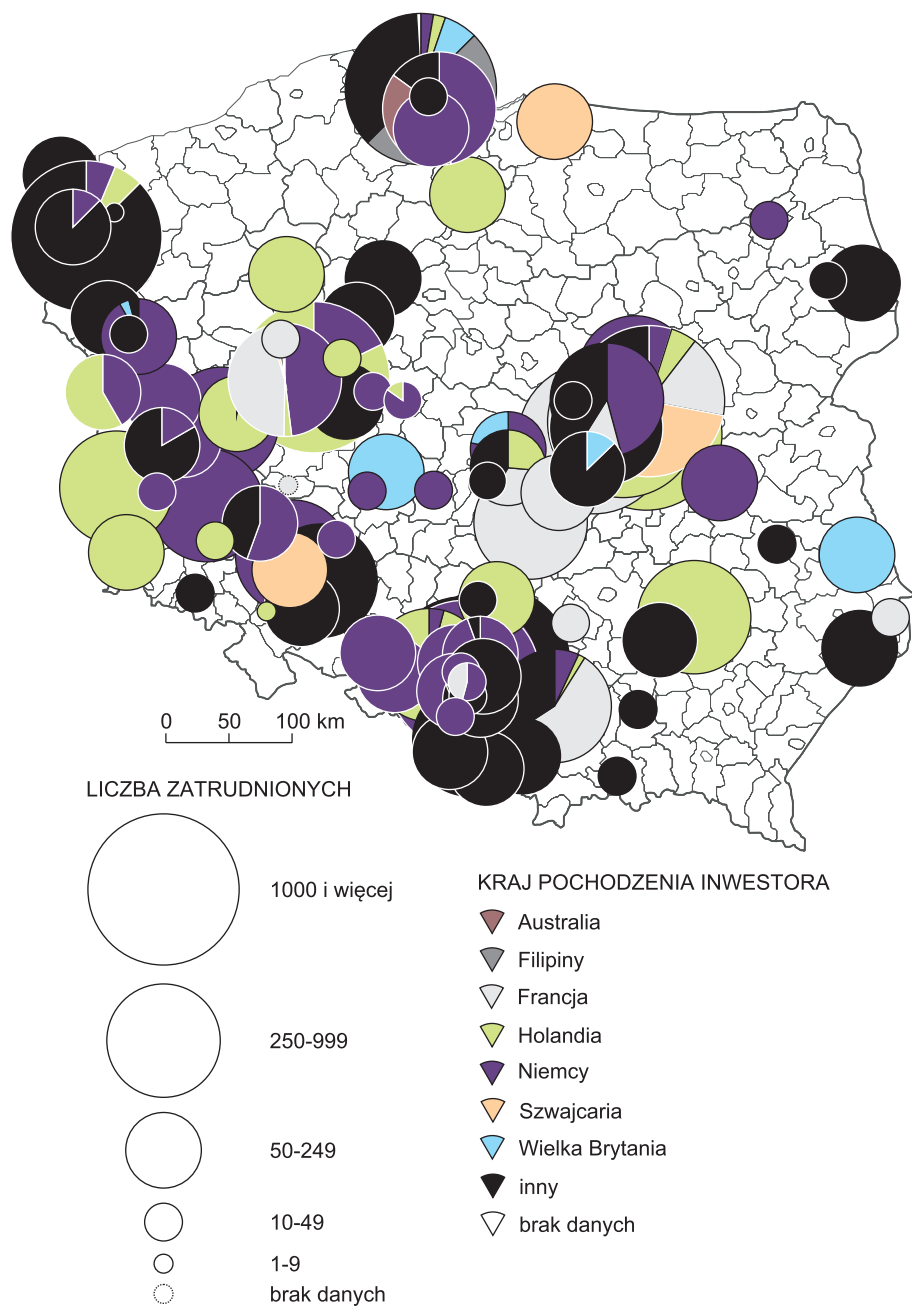 0 50 100 km
LICZBA ZATRUDNIONYCH
1000 i więcej
250-999
50-249
10-49
1-9
brak danych
KRAJ POCHODZENIA INWESTORA
Australia
Filipiny
Francja
Holandia
Niemcy
Szwajcaria
Wielka Brytania
inny
brak danych